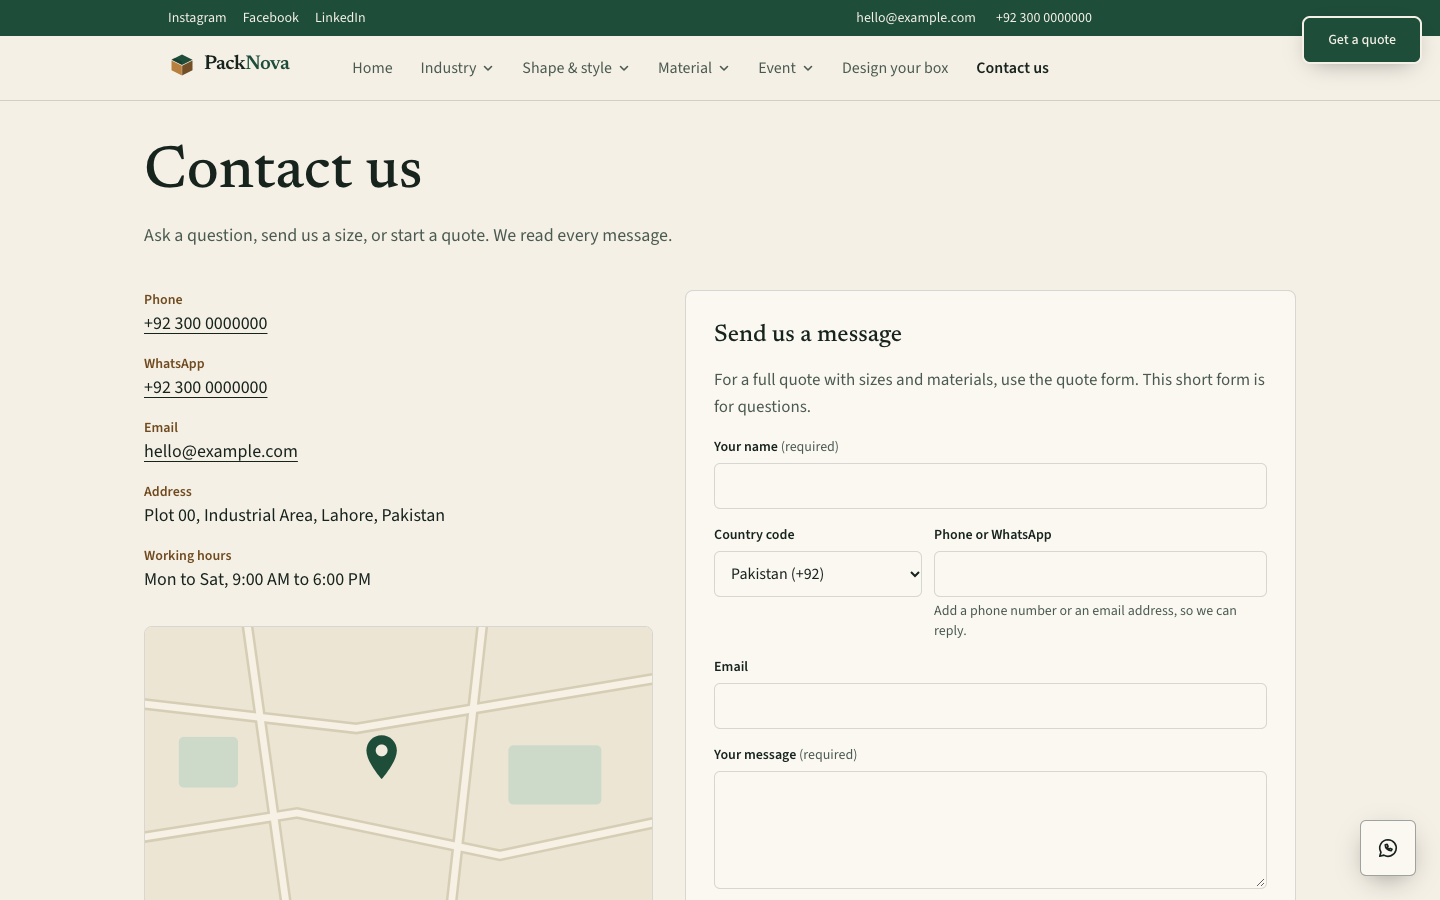 Instagram Facebook LinkedIn hello@example.com +92 300 0000000
Get a quote
PackNova Home Industry Shape & style Material Event Design your box Contact us
Contact us
Ask a question, send us a size, or start a quote. We read every message.
Phone
+92 300 0000000
WhatsApp
+92 300 0000000
Email
hello@example.com
Address
Plot 00, Industrial Area, Lahore, Pakistan
Working hours
Mon to Sat, 9:00 AM to 6:00 PM
Send us a message
For a full quote with sizes and materials, use the quote form. This short form is
for questions.
Your name (required)
Country code Phone or WhatsApp
Pakistan (+92)
Add a phone number or an email address, so we can
reply.
Email
Your message (required)